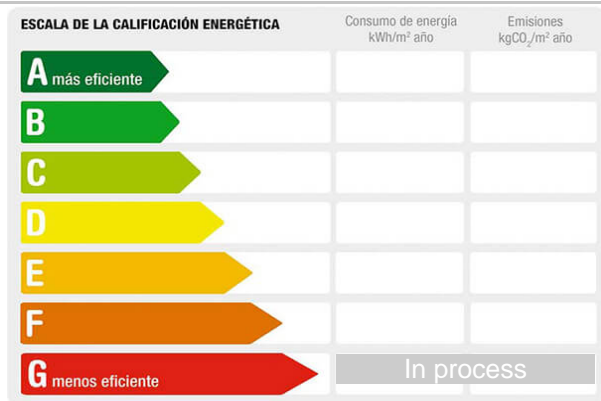 ESCALA DE LA CALIFICACIÓN ENERGÉTICA
Consumo de energía
kWh/m² año
Emisiones
kgCO₂/m² año
A más eficiente
B
C
D
E
F
G menos eficiente
In process